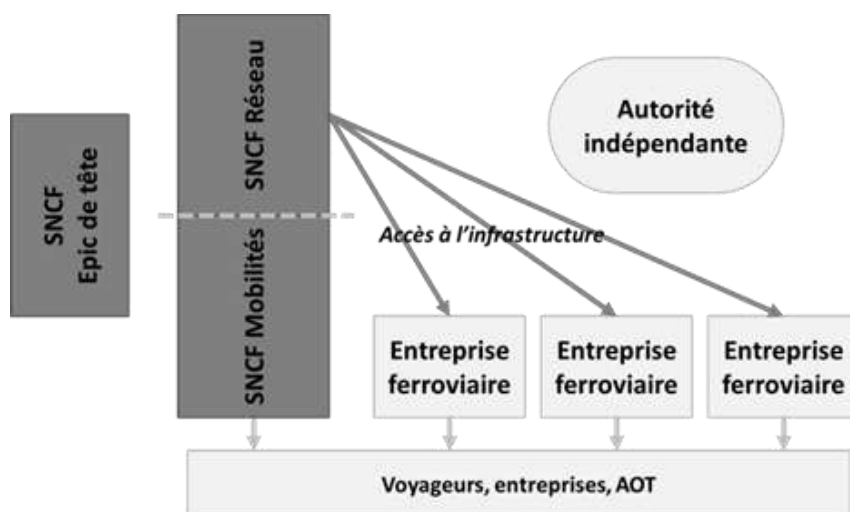 SNCF
Epic de tête
SNCF Réseau
SNCF Mobilités
Autorité
indépendante
Accès à l'infrastructure
Entreprise
ferroviaire
Entreprise
ferroviaire
Entreprise
ferroviaire
Voyageurs, entreprises, AOT